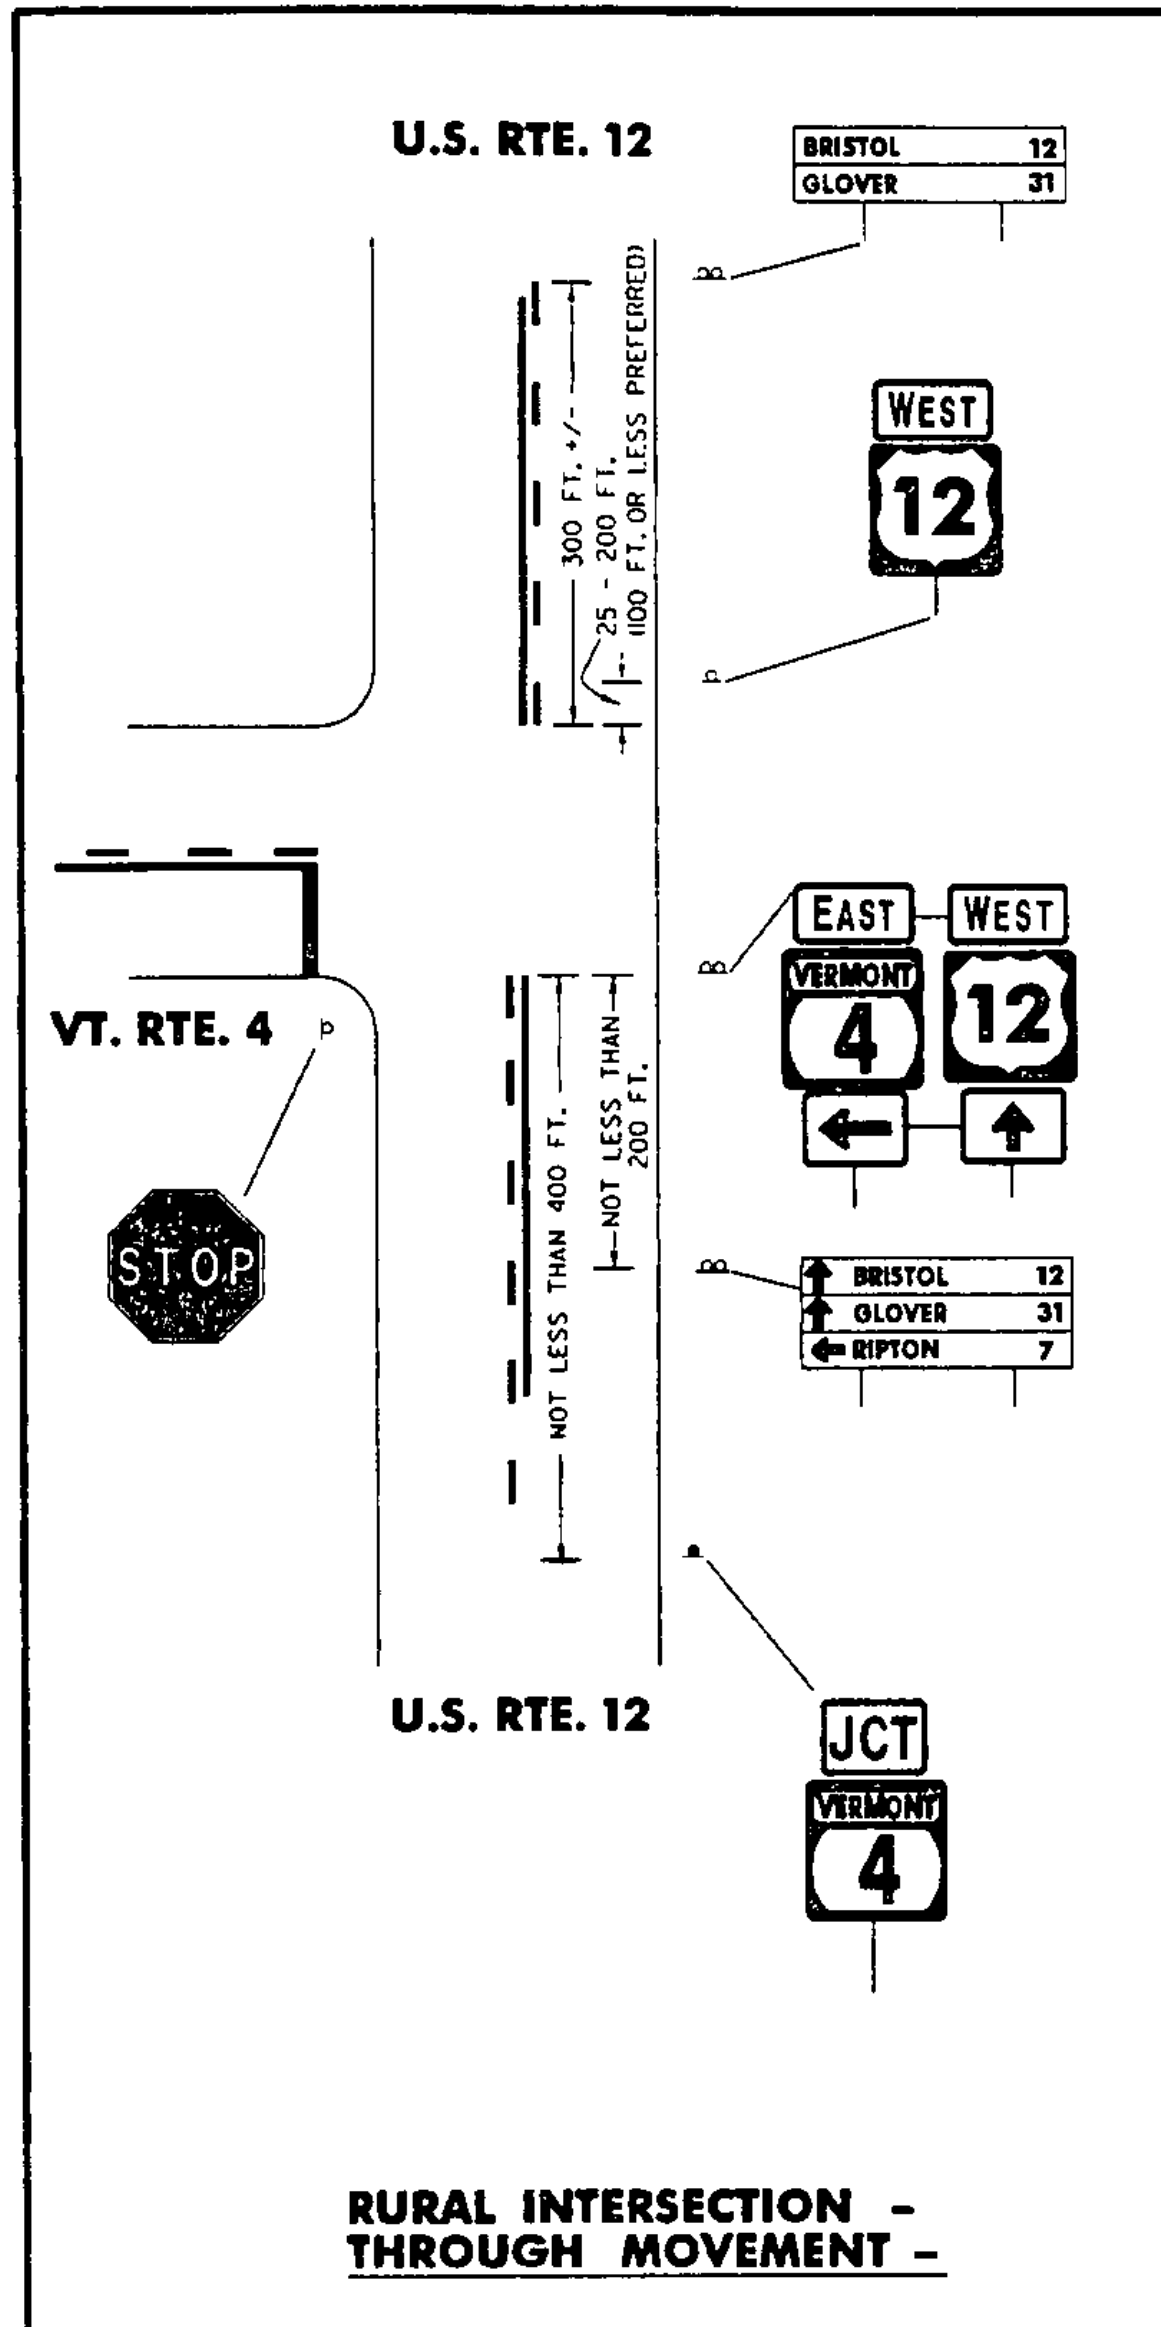 U.S. RTE. 12
BRISTOL 12
GLOVER 31
300 FT. +/-
25 - 200 FT.
(100 FT. OR LESS PREFERRED)
WEST
12
EAST
WEST
VERMONT
4
12
VT. RTE. 4
STOP
NOT LESS THAN 400 FT.
NOT LESS THAN
200 FT.
BRISTOL 12
GLOVER 31
RIPTON 7
U.S. RTE. 12
JCT
VERMONT
4
RURAL INTERSECTION -
THROUGH MOVEMENT -